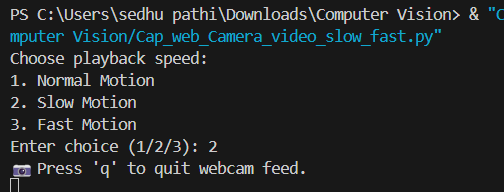 PS C:\Users\sedhu pathi\Downloads\Computer Vision> & "C
mputer Vision/Cap_web_Camera_video_slow_fast.py"
Choose playback speed:
1. Normal Motion
2. Slow Motion
3. Fast Motion
Enter choice (1/2/3): 2
📷 Press 'q' to quit webcam feed.